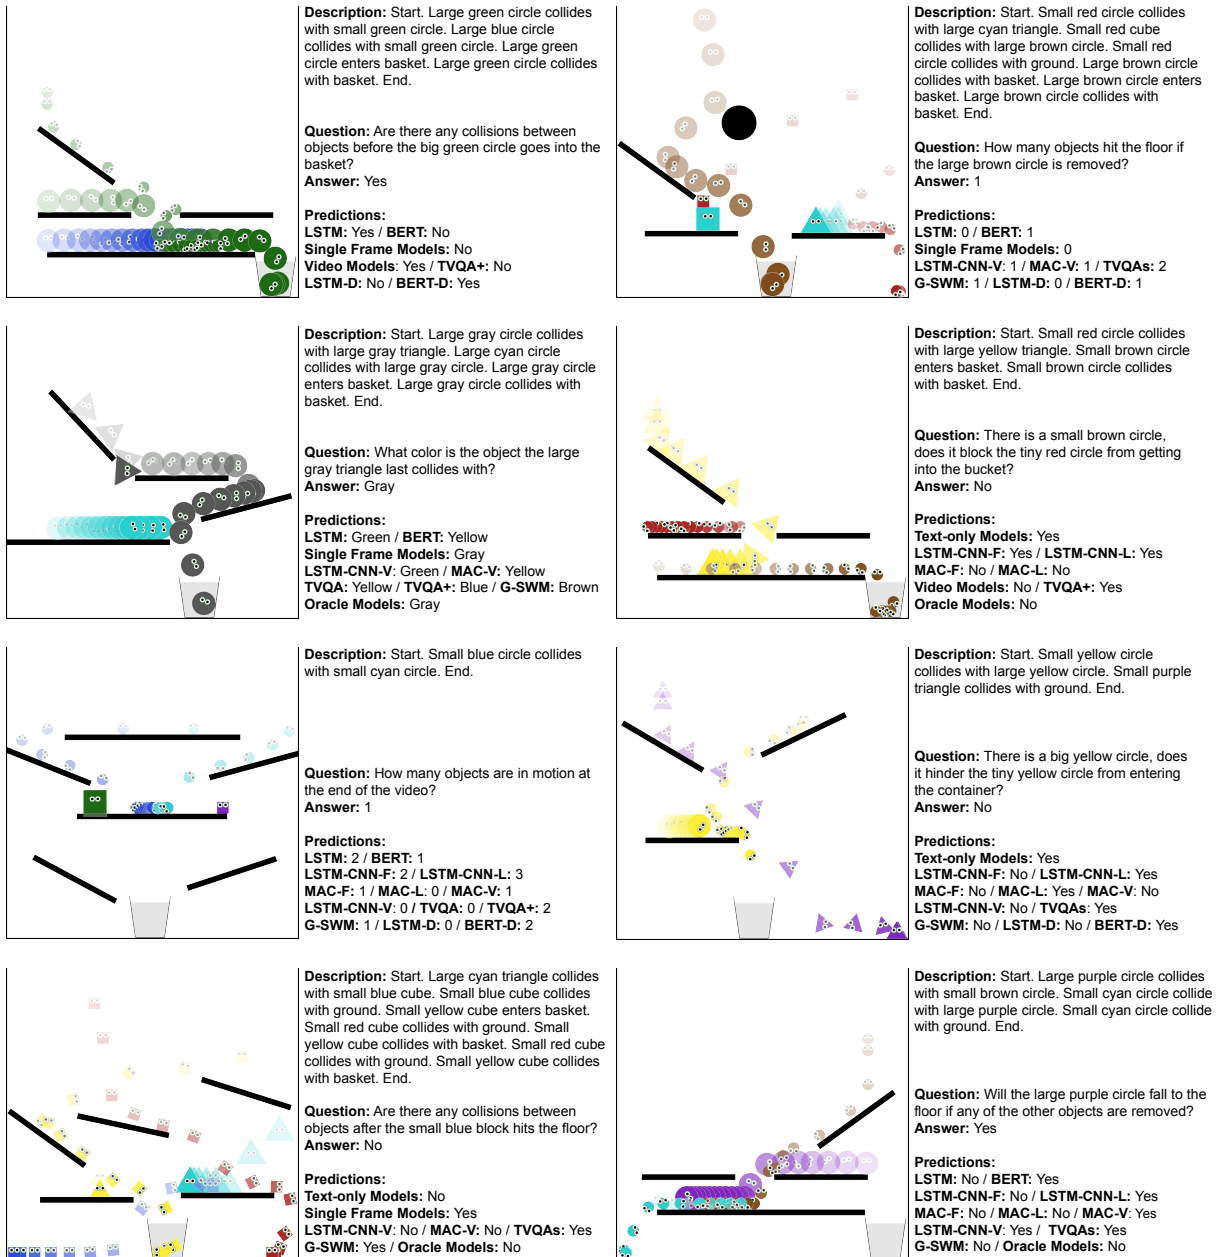 Description: Start. Large green circle collides
with small green circle. Large blue circle
collides with small green circle. Large green
circle enters basket. Large green circle collides
with basket. End.
Question: Are there any collisions between
objects before the big green circle goes into the
basket?
Answer: Yes
Predictions:
LSTM: Yes / BERT: No
Single Frame Models: No
Video Models: Yes / TVQA+: No
LSTM-D: No / BERT-D: Yes
Description: Start. Small red circle collides
with large cyan triangle. Small red cube
collides with large brown circle. Small red
circle collides with ground. Large brown circle
collides with basket. Large brown circle enters
basket. Large brown circle collides with
basket. End.
Question: How many objects hit the floor if
the large brown circle is removed?
Answer: 1
Predictions:
LSTM: 0 / BERT: 1
Single Frame Models: 0
LSTM-CNN-V: 1 / MAC-V: 1 / TVQAs: 2
G-SWM: 1 / LSTM-D: 0 / BERT-D: 1
Description: Start. Large gray circle collides
with large gray triangle. Large cyan circle
collides with large gray circle. Large gray circle
enters basket. Large gray circle collides with
basket. End.
Question: What color is the object the large
gray triangle last collides with?
Answer: Gray
Predictions:
LSTM: Green / BERT: Yellow
Single Frame Models: Gray
LSTM-CNN-V: Green / MAC-V: Yellow
TVQA: Yellow / TVQA+: Blue / G-SWM: Brown
Oracle Models: Gray
Description: Start. Small red circle collides
with large yellow triangle. Small brown circle
enters basket. Small brown circle collides
with basket. End.
Question: There is a small brown circle,
does it block the tiny red circle from getting
into the bucket?
Answer: No
Predictions:
Text-only Models: Yes
LSTM-CNN-F: Yes / LSTM-CNN-L: Yes
MAC-F: No / MAC-L: No
Video Models: No / TVQA+: Yes
Oracle Models: No
Description: Start. Small blue circle collides
with small cyan circle. End.
Question: How many objects are in motion at
the end of the video?
Answer: 1
Predictions:
LSTM: 2 / BERT: 1
LSTM-CNN-F: 2 / LSTM-CNN-L: 3
MAC-F: 1 / MAC-L: 0 / MAC-V: 1
LSTM-CNN-V: 0 / TVQA: 0 / TVQA+: 2
G-SWM: 1 / LSTM-D: 0 / BERT-D: 2
Description: Start. Small yellow circle
collides with large yellow circle. Small purple
triangle collides with ground. End.
Question: There is a big yellow circle, does
it hinder the tiny yellow circle from entering
the container?
Answer: No
Predictions:
Text-only Models: Yes
LSTM-CNN-F: No / LSTM-CNN-L: Yes
MAC-F: No / MAC-L: Yes / MAC-V: No
LSTM-CNN-V: No / TVQAs: Yes
G-SWM: No / LSTM-D: No / BERT-D: Yes
Description: Start. Large cyan triangle collides
with small blue cube. Small blue cube collides
with ground. Small yellow cube enters basket.
Small red cube collides with ground. Small
yellow cube collides with basket. Small red cube
collides with ground. Small yellow cube collides
with basket. End.
Question: Are there any collisions between
objects after the small blue block hits the floor?
Answer: No
Predictions:
Text-only Models: No
Single Frame Models: Yes
LSTM-CNN-V: No / MAC-V: No / TVQAs: Yes
G-SWM: Yes / Oracle Models: No
Description: Start. Large purple circle collides
with small brown circle. Small cyan circle collide
with large purple circle. Small cyan circle collide
with ground. End.
Question: Will the large purple circle fall to the
floor if any of the other objects are removed?
Answer: Yes
Predictions:
LSTM: No / BERT: Yes
LSTM-CNN-F: No / LSTM-CNN-L: Yes
MAC-F: No / MAC-L: No / MAC-V: Yes
LSTM-CNN-V: Yes / TVQAs: Yes
G-SWM: No / Oracle Models: No